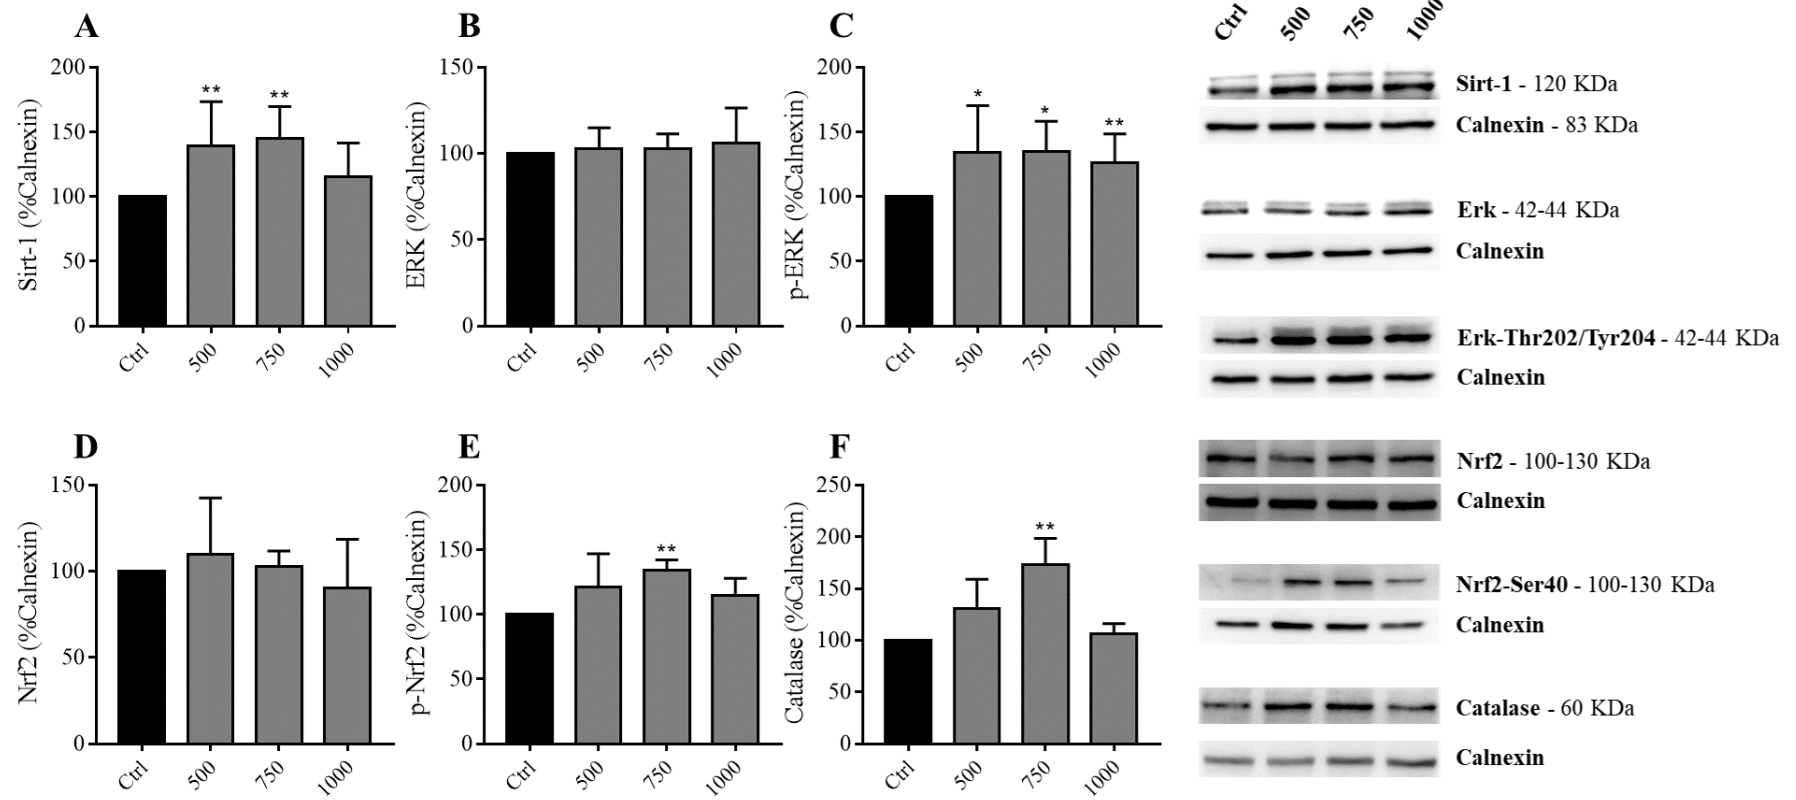 A
Sirt-1 (%Calnexin)
200
150
100
50
0
**
**
Ctrl
500
750
1000
B
ERK (%Calnexin)
150
100
50
0
Ctrl
500
750
1000
C
p-ERK (%Calnexin)
200
150
100
50
0
*
*
**
Ctrl
500
750
1000
D
Nrf2 (%Calnexin)
150
100
50
0
Ctrl
500
750
1000
E
p-Nrf2 (%Calnexin)
200
150
100
50
0
**
Ctrl
500
750
1000
F
Catalase (%Calnexin)
250
200
150
100
50
0
**
Ctrl
500
750
1000
Ctrl 500 750 1000
Sirt-1 - 120 KDa
Calnexin - 83 KDa
Erk - 42-44 KDa
Calnexin
Erk-Thr202/Tyr204 - 42-44 KDa
Calnexin
Nrf2 - 100-130 KDa
Calnexin
Nrf2-Ser40 - 100-130 KDa
Calnexin
Catalase - 60 KDa
Calnexin